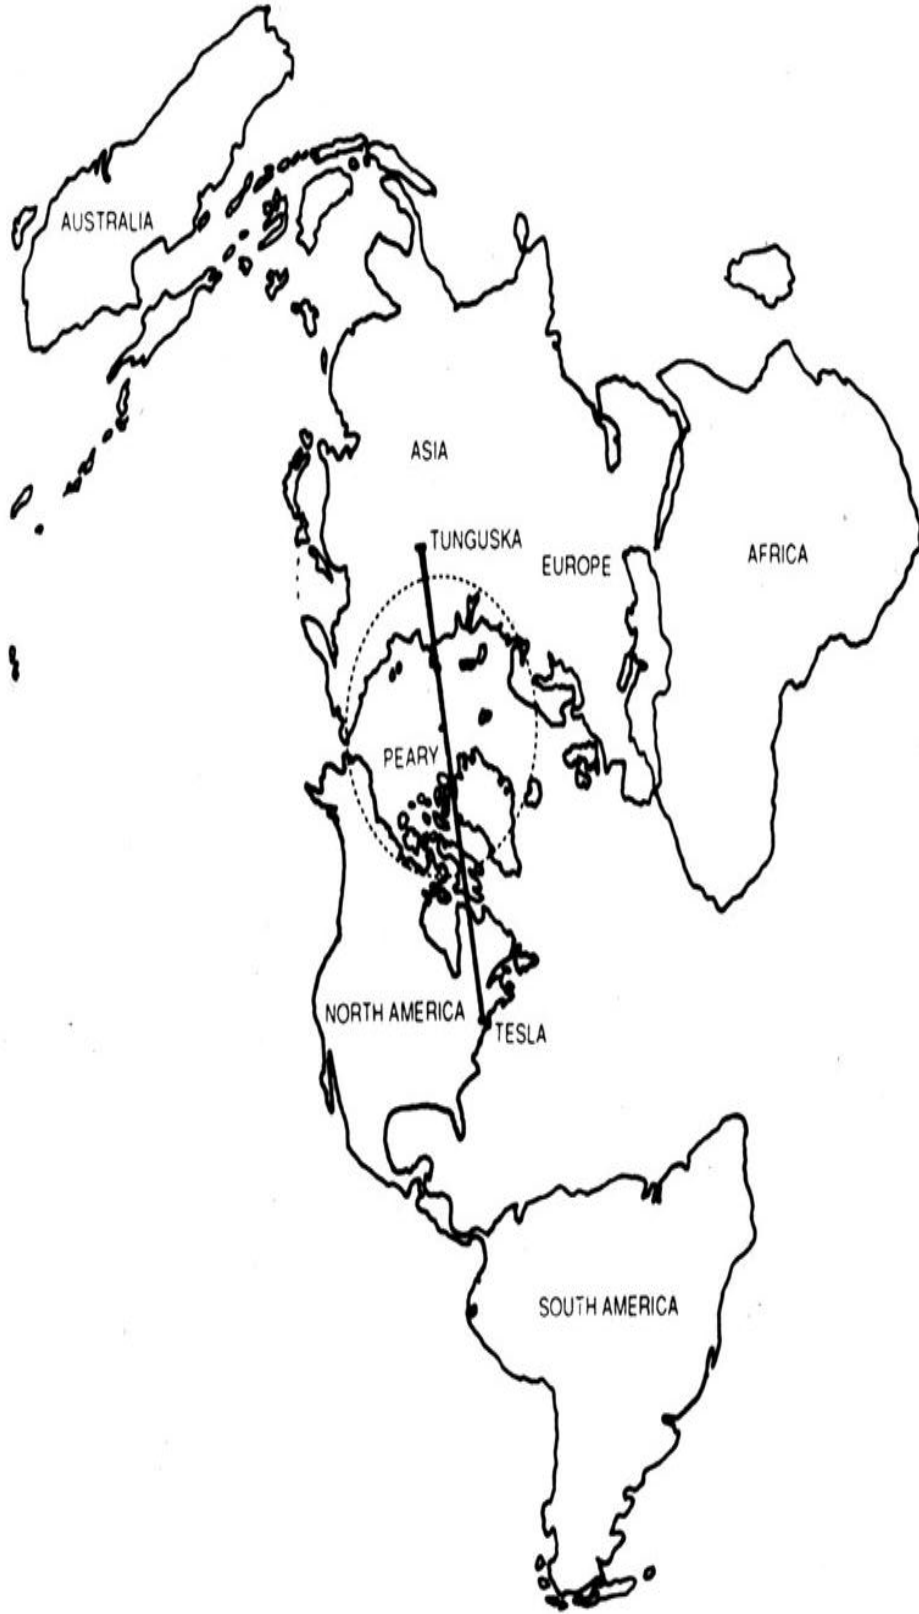 AUSTRALIA
ASIA
TUNGUSKA
EUROPE
AFRICA
PEARY
NORTH AMERICA
TESLA
SOUTH AMERICA